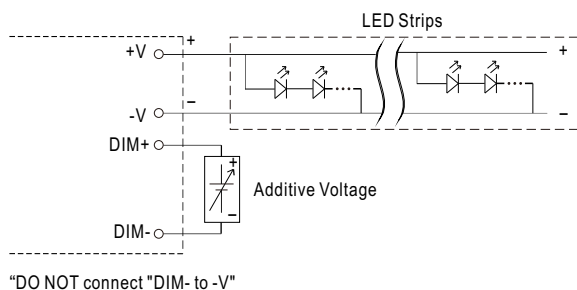 LED Strips
+V
+
+
-V
−
−
DIM+
+
Additive Voltage
−
DIM-
“DO NOT connect "DIM- to -V"